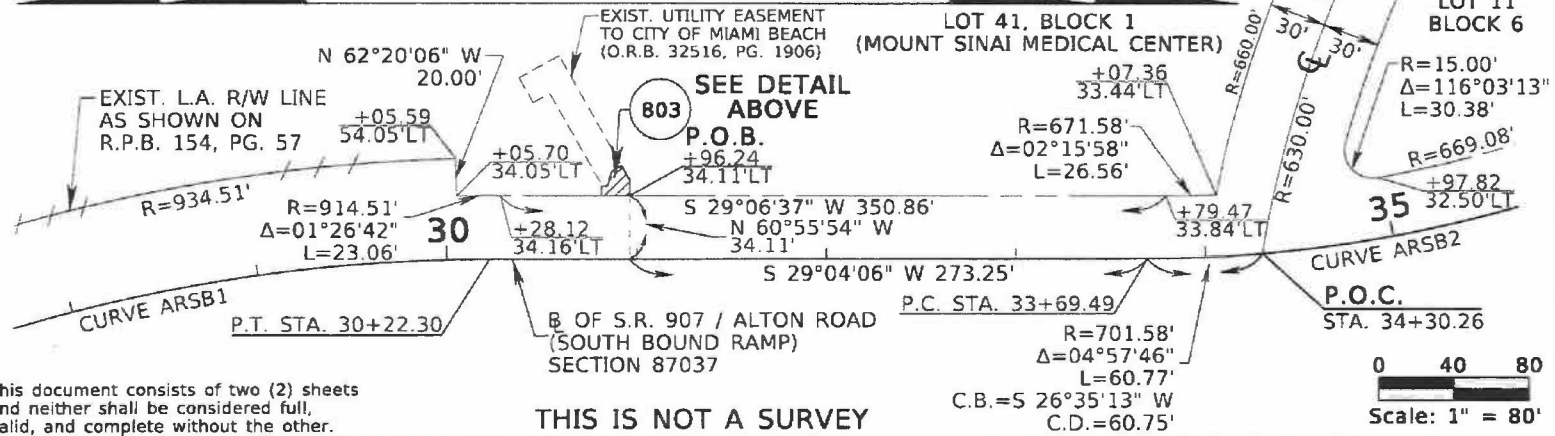 EXIST. UTILITY EASEMENT
TO CITY OF MIAMI BEACH
(O.R.B. 32516, PG. 1906)
LOT 41, BLOCK 1
(MOUNT SINAI MEDICAL CENTER)
LOT 11
BLOCK 6
R=660.00'
30'
30'
R=630.00'
R=15.00'
Δ=116°03'13"
L=30.38'
R=669.08'
+97.82
32.50'LT
N 62°20'06" W
20.00'
EXIST. L.A. R/W LINE
AS SHOWN ON
R.P.B. 154, PG. 57
+05.59
54.05'LT
803
SEE DETAIL
ABOVE
P.O.B.
+96.24
34.11'LT
+07.36
33.44'LT
R=671.58'
Δ=02°15'58"
L=26.56'
+05.70
34.05'LT
R=934.51'
R=914.51'
Δ=01°26'42"
L=23.06'
30
+28.12
34.16'LT
S 29°06'37" W 350.86'
N 60°55'54" W
34.11'
+79.47
33.84'LT
35
S 29°04'06" W 273.25'
CURVE ARSB1
CURVE ARSB2
P.T. STA. 30+22.30
BL OF S.R. 907 / ALTON ROAD
(SOUTH BOUND RAMP)
SECTION 87037
P.C. STA. 33+69.49
R=701.58'
Δ=04°57'46"
L=60.77'
C.B.=S 26°35'13" W
C.D.=60.75'
P.O.C.
STA. 34+30.26
his document consists of two (2) sheets
nd neither shall be considered full,
alid, and complete without the other.
THIS IS NOT A SURVEY
0 40 80
Scale: 1" = 80'